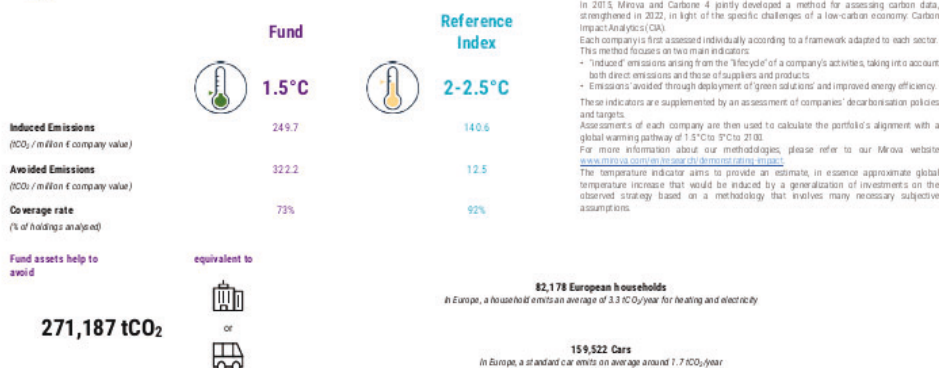 Fund
Reference
Index
1.5°C
2-2.5°C
Induced Emissions
249.7
140.6
(tCO₂ / million € company value)
Avoided Emissions
322.2
12.5
(tCO₂ / million € company value)
Coverage rate
73%
92%
(% of holdings analysed)
In 2015, Mirova and Carbone 4 jointly developed a method for assessing carbon data,
strengthened in 2022, in light of the specific challenges of a low-carbon economy: Carbon
Impact Analytics (CIA).
Each company is first assessed individually according to a framework adapted to each sector.
This method focuses on two main indicators:
• "Induced" emissions arising from the "lifecycle" of a company's activities, taking into account
both direct emissions and those of suppliers and products
• Emissions 'avoided through deployment of 'green solutions' and improved energy efficiency.
These indicators are supplemented by an assessment of companies' decarbonisation policies
and targets.
Assessments of each company are then used to calculate the portfolio's alignment with a
global warming pathway of 1.5°C to 5°C to 2100.
For more information about our methodologies, please refer to our Mirova website
www.mirova.com/en/research/demonstrating-impact.
The temperature indicator aims to provide an estimate, in essence approximate global
temperature increase that would be induced by a generalization of investments on the
observed strategy based on a methodology that involves many necessary subjective
assumptions.
Fund assets help to
avoid
equivalent to
271,187 tCO₂
or
82,178 European households
In Europe, a household emits an average of 3.3 tCO₂/year for heating and electricity
159,522 Cars
In Europe, a standard car emits on average around 1.7 tCO₂/year